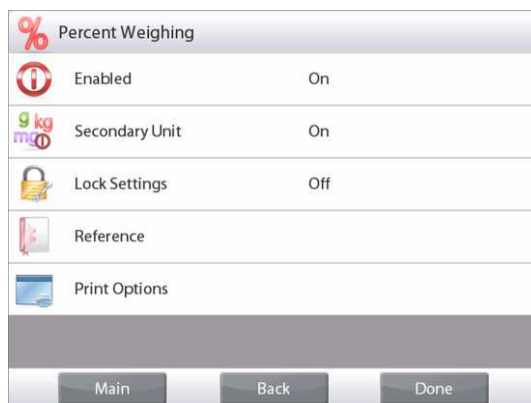 % Percent Weighing
Enabled On
g kg
mg
Secondary Unit On
Lock Settings Off
Reference
Print Options
Main Back Done